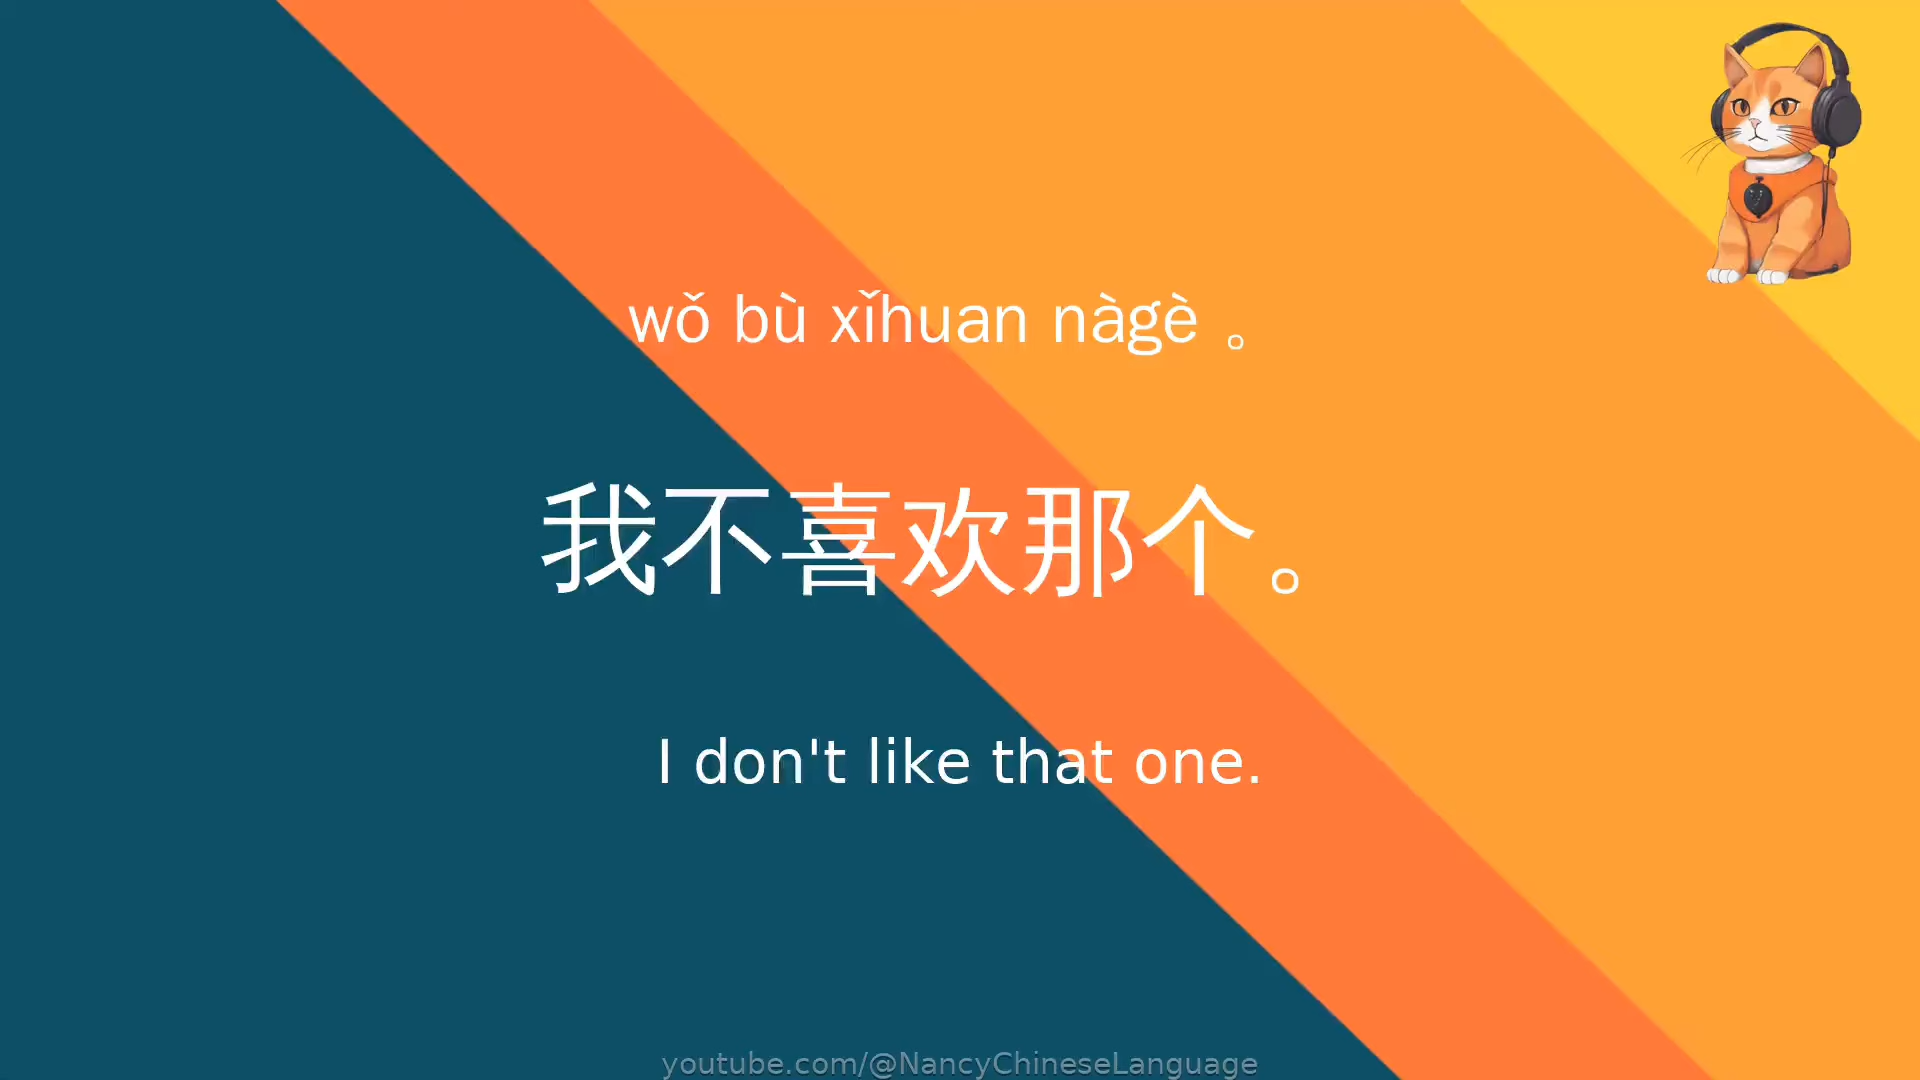 wǒ bù xǐhuan nàgè 。
我不喜欢那个。
I don't like that one.
youtube.com/@NancyChineseLanguage